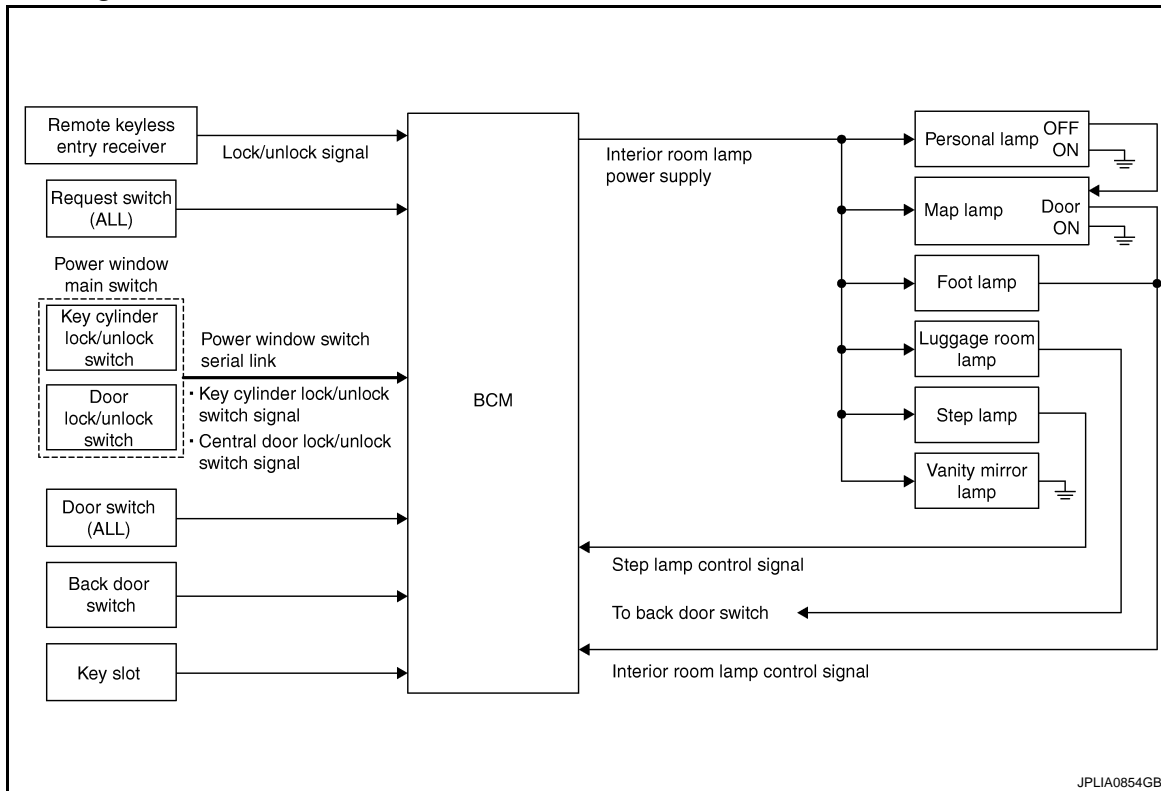 Remote keyless
entry receiver
Lock/unlock signal
Request switch
(ALL)
Power window
main switch
Key cylinder
lock/unlock
switch
Door
lock/unlock
switch
Power window switch
serial link
· Key cylinder lock/unlock
switch signal
· Central door lock/unlock
switch signal
Door switch
(ALL)
Back door
switch
Key slot
BCM
Interior room lamp
power supply
Personal lamp
OFF
ON
Map lamp
Door
ON
Foot lamp
Luggage room
lamp
Step lamp
Vanity mirror
lamp
Step lamp control signal
To back door switch
Interior room lamp control signal
JPLIA0854GB